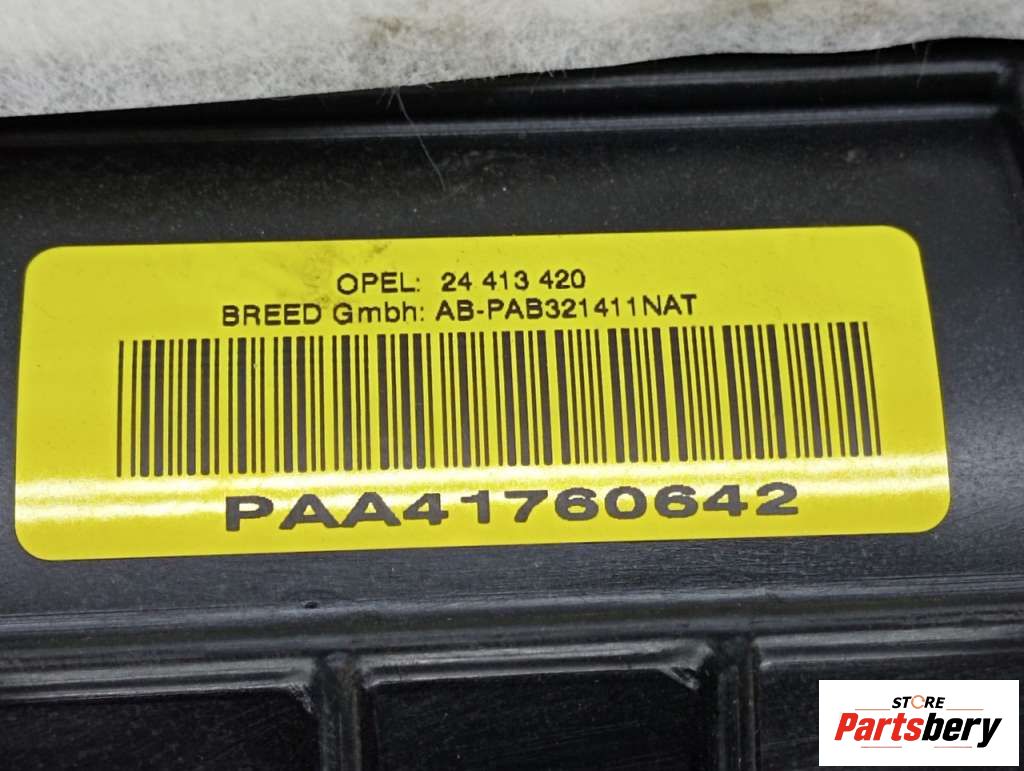 OPEL: 24 413 420
BREED Gmbh: AB-PAB321411NAT
PAA41760642
STORE
Partsbery